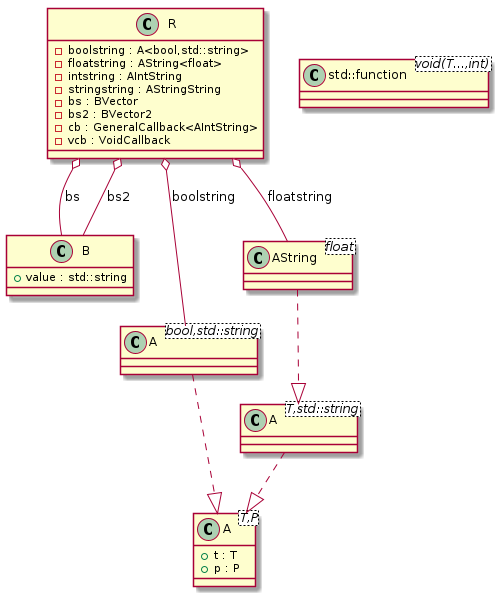 C R
boolstring : A<bool,std::string>
floatstring : AString<float>
intstring : AIntString
stringstring : AStringString
bs : BVector
bs2 : BVector2
cb : GeneralCallback<AIntString>
vcb : VoidCallback
void(T...,int)
C std::function
bs
bs2
boolstring
floatstring
C B
value : std::string
float
C AString
bool,std::string
C A
T,std::string
C A
T,P
C A
t : T
p : P